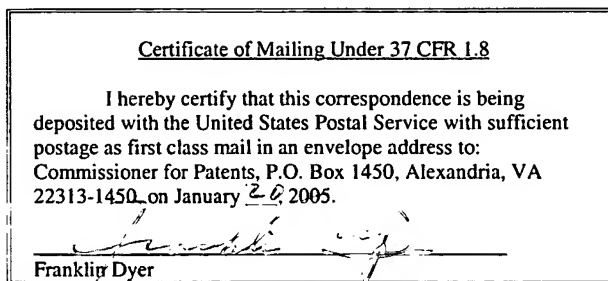 Certificate of Mailing Under 37 CFR 1.8
I hereby certify that this correspondence is being
deposited with the United States Postal Service with sufficient
postage as first class mail in an envelope address to:
Commissioner for Patents, P.O. Box 1450, Alexandria, VA
22313-1450 on January 20, 2005.
Franklin Dyer